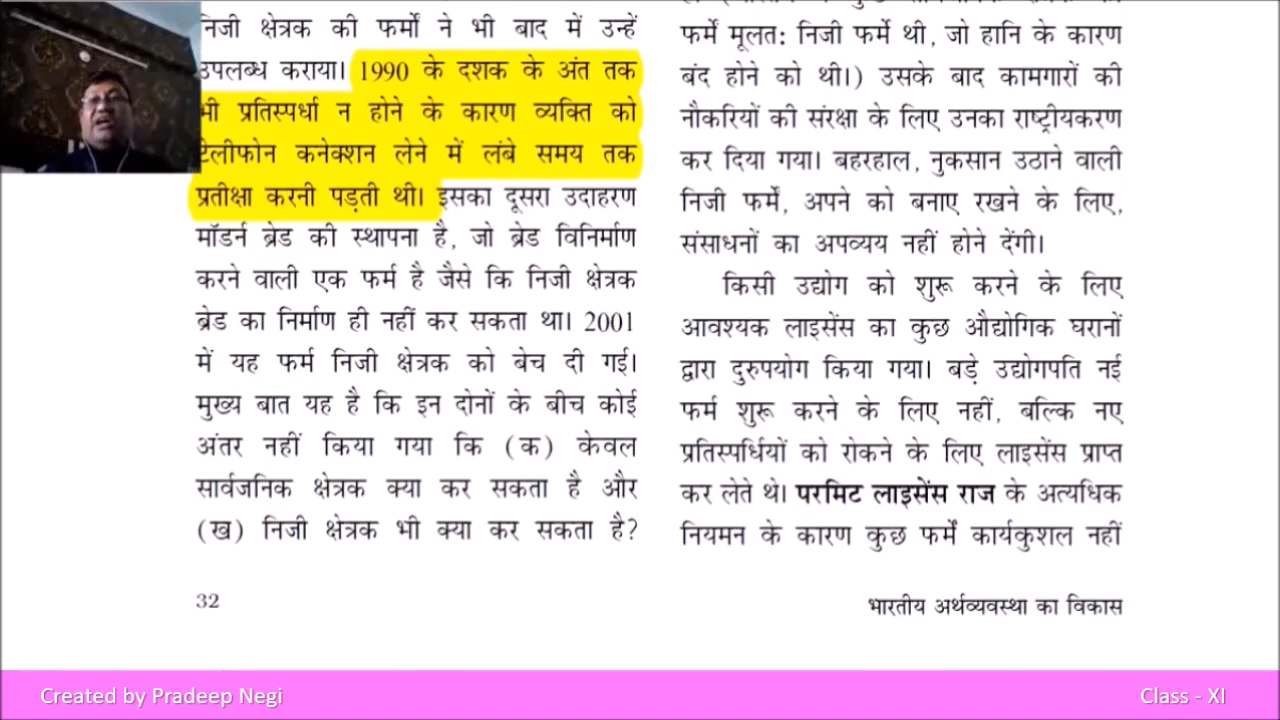 निजी क्षेत्रक की फर्मों ने भी बाद में उन्हें
उपलब्ध कराया। 1990 के दशक के अंत तक
भी प्रतिस्पर्धा न होने के कारण व्यक्ति को
टेलीफोन कनेक्शन लेने में लंबे समय तक
प्रतीक्षा करनी पड़ती थी। इसका दूसरा उदाहरण
मॉडर्न ब्रेड की स्थापना है, जो ब्रेड विनिर्माण
करने वाली एक फर्म है जैसे कि निजी क्षेत्रक
ब्रेड का निर्माण ही नहीं कर सकता था। 2001
में यह फर्म निजी क्षेत्रक को बेच दी गई।
मुख्य बात यह है कि इन दोनों के बीच कोई
अंतर नहीं किया गया कि (क) केवल
सार्वजनिक क्षेत्रक क्या कर सकता है और
(ख) निजी क्षेत्रक भी क्या कर सकता है?
फर्में मूलत: निजी फर्मे थी, जो हानि के कारण
बंद होने को थी।) उसके बाद कामगारों की
नौकरियों की संरक्षा के लिए उनका राष्ट्रीयकरण
कर दिया गया। बहरहाल, नुकसान उठाने वाली
निजी फर्में, अपने को बनाए रखने के लिए,
संसाधनों का अपव्यय नहीं होने देंगी।
किसी उद्योग को शुरू करने के लिए
आवश्यक लाइसेंस का कुछ औद्योगिक घरानों
द्वारा दुरुपयोग किया गया। बड़े उद्योगपति नई
फर्म शुरू करने के लिए नहीं, बल्कि नए
प्रतिस्पर्धियों को रोकने के लिए लाइसेंस प्राप्त
कर लेते थे। परमिट लाइसेंस राज के अत्यधिक
नियमन के कारण कुछ फर्में कार्यकुशल नहीं
32
भारतीय अर्थव्यवस्था का विकास
Created by Pradeep Negi
Class - XI